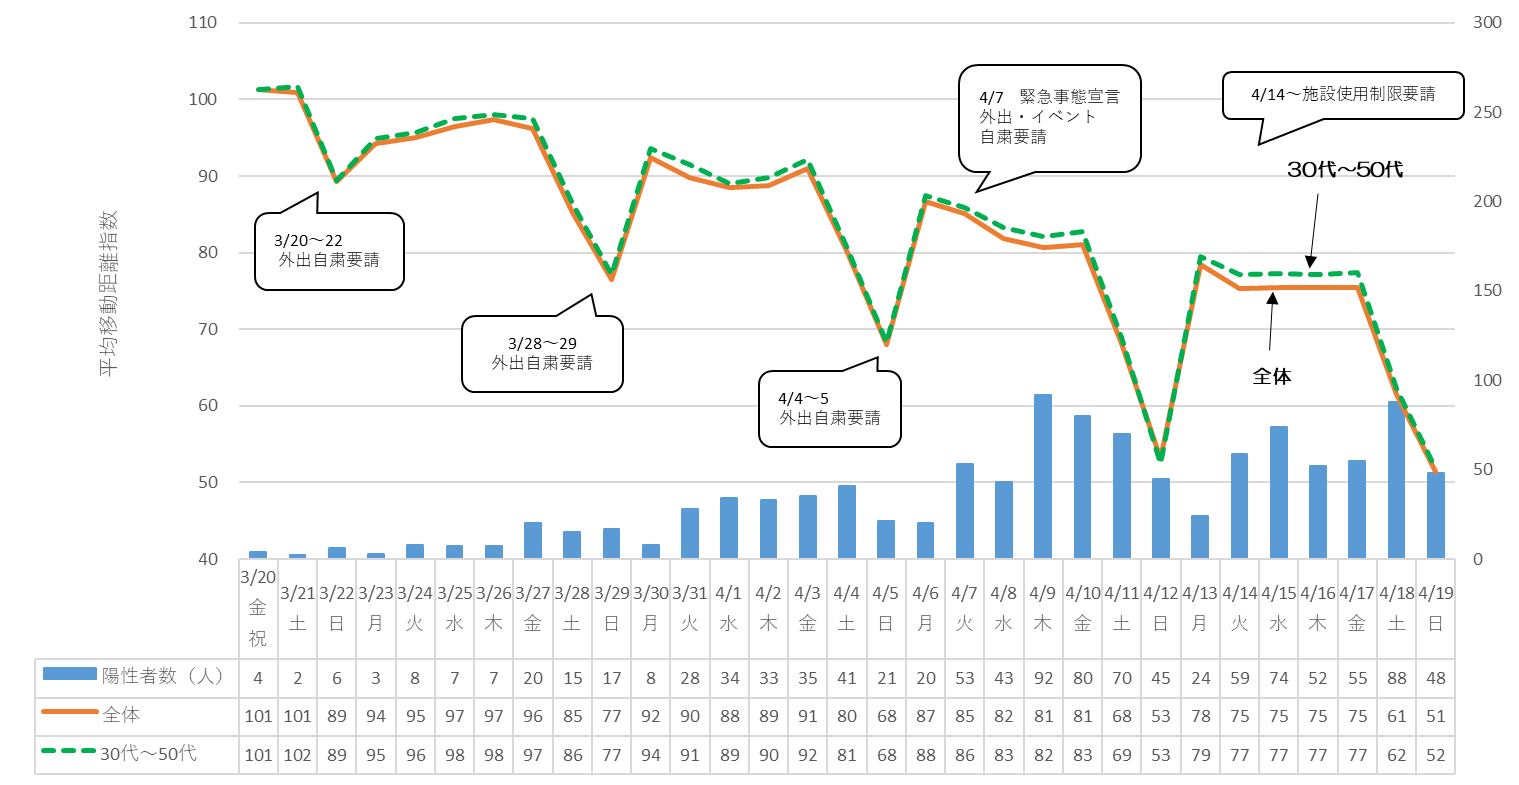 110
100
90
80
70
60
50
40
平均移動距離指数
300
250
200
150
100
50
0
3/20～22
外出自粛要請
3/28～29
外出自粛要請
4/4～5
外出自粛要請
4/7　緊急事態宣言
外出・イベント
自粛要請
4/14～施設使用制限要請
30代～50代
全体
3/20 3/21 3/22 3/23 3/24 3/25 3/26 3/27 3/28 3/29 3/30 3/31 4/1 4/2 4/3 4/4 4/5 4/6 4/7 4/8 4/9 4/10 4/11 4/12 4/13 4/14 4/15 4/16 4/17 4/18 4/19
金 土 日 月 火 水 木 金 土 日 月 火 水 木 金 土 日 月 火 水 木 金 土 日 月 火 水 木 金 土 日
祝
陽性者数（人） 4 2 6 3 8 7 7 20 15 17 8 28 34 33 35 41 21 20 53 43 92 80 70 45 24 59 74 52 55 88 48
全体 101 101 89 94 95 97 97 96 85 77 92 90 88 89 91 80 68 87 85 82 81 81 68 53 78 75 75 75 75 61 51
30代～50代 101 102 89 95 96 98 98 97 86 77 94 91 89 90 92 81 68 88 86 83 82 83 69 53 79 77 77 77 77 62 52